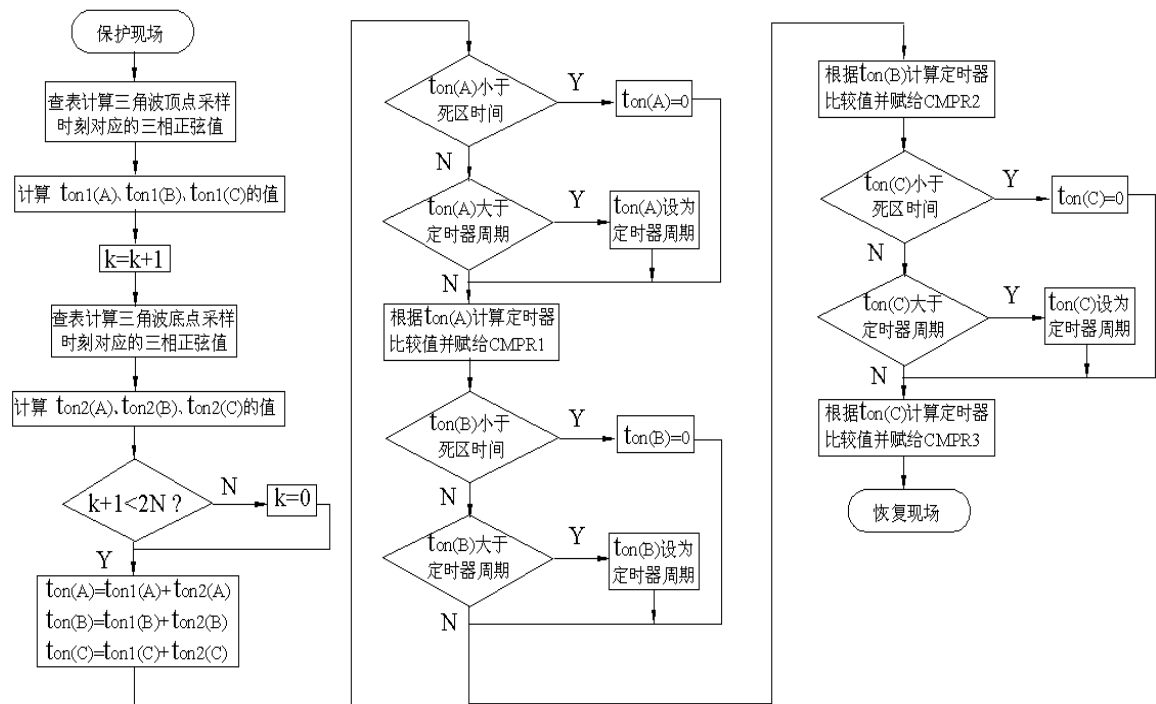 保护现场
查表计算三角波顶点采样
时刻对应的三相正弦值
计算 ton1(A)、ton1(B)、ton1(C)的值
k=k+1
查表计算三角波底点采样
时刻对应的三相正弦值
计算 ton2(A)、ton2(B)、ton2(C)的值
k+1<2N？
N
k=0
Y
ton(A)=ton1(A)+ton2(A)
ton(B)=ton1(B)+ton2(B)
ton(C)=ton1(C)+ton2(C)
ton(A)小于
死区时间
Y
ton(A)=0
N
ton(A)大于
定时器周期
Y
ton(A)设为
定时器周期
N
根据ton(A)计算定时器
比较值并赋给CMPR1
ton(B)小于
死区时间
Y
ton(B)=0
N
ton(B)大于
定时器周期
Y
ton(B)设为
定时器周期
N
根据ton(B)计算定时器
比较值并赋给CMPR2
ton(C)小于
死区时间
Y
ton(C)=0
N
ton(C)大于
定时器周期
Y
ton(C)设为
定时器周期
N
根据ton(C)计算定时器
比较值并赋给CMPR3
恢复现场